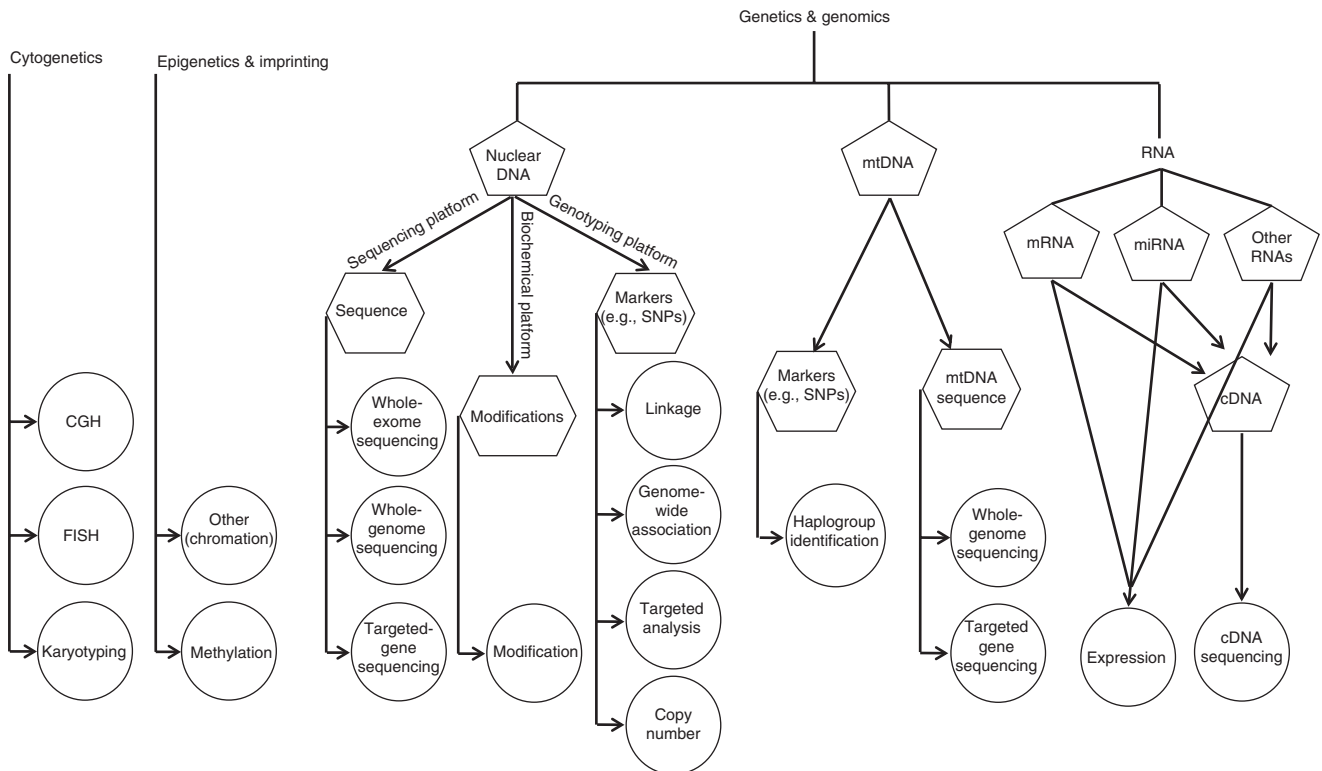 Genetics & genomics
Cytogenetics
Epigenetics & imprinting
Nuclear
DNA
mtDNA
RNA
Sequencing platform
Biochemical platform
Genotyping platform
mRNA
miRNA
Other
RNAs
Sequence
Markers
(e.g., SNPs)
Modifications
Markers
(e.g., SNPs)
mtDNA
sequence
cDNA
CGH
Whole-
exome
sequencing
Linkage
FISH
Other
(chromation)
Whole-
genome
sequencing
Genome-
wide
association
Haplogroup
identification
Whole-
genome
sequencing
Karyotyping
Methylation
Targeted-
gene
sequencing
Modification
Targeted
analysis
Targeted
gene
sequencing
Expression
cDNA
sequencing
Copy
number